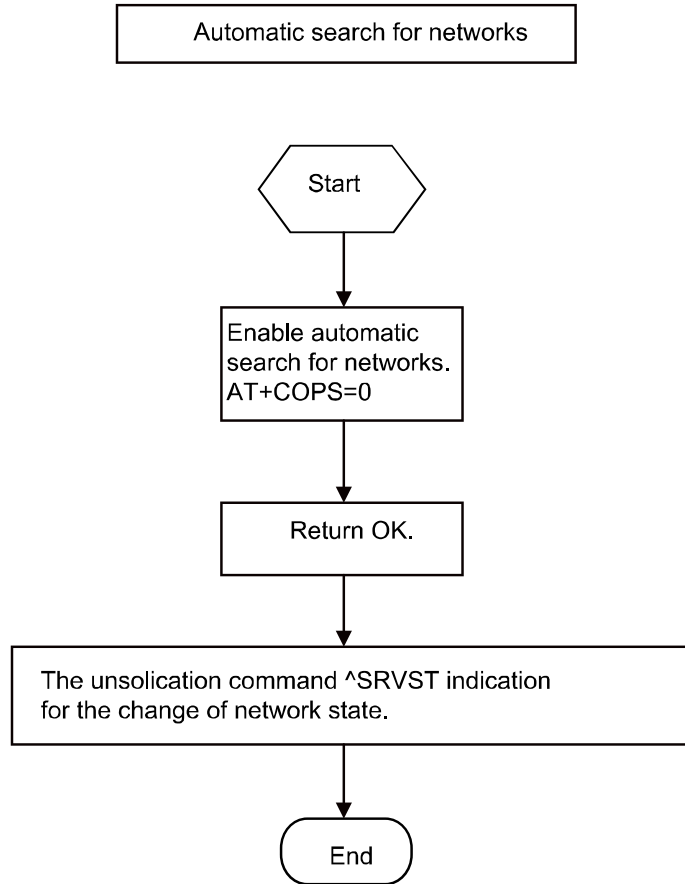 Automatic search for networks
Start
Enable automatic
search for networks.
AT+COPS=0
Return OK.
The unsolication command ^SRVST indication
for the change of network state.
End